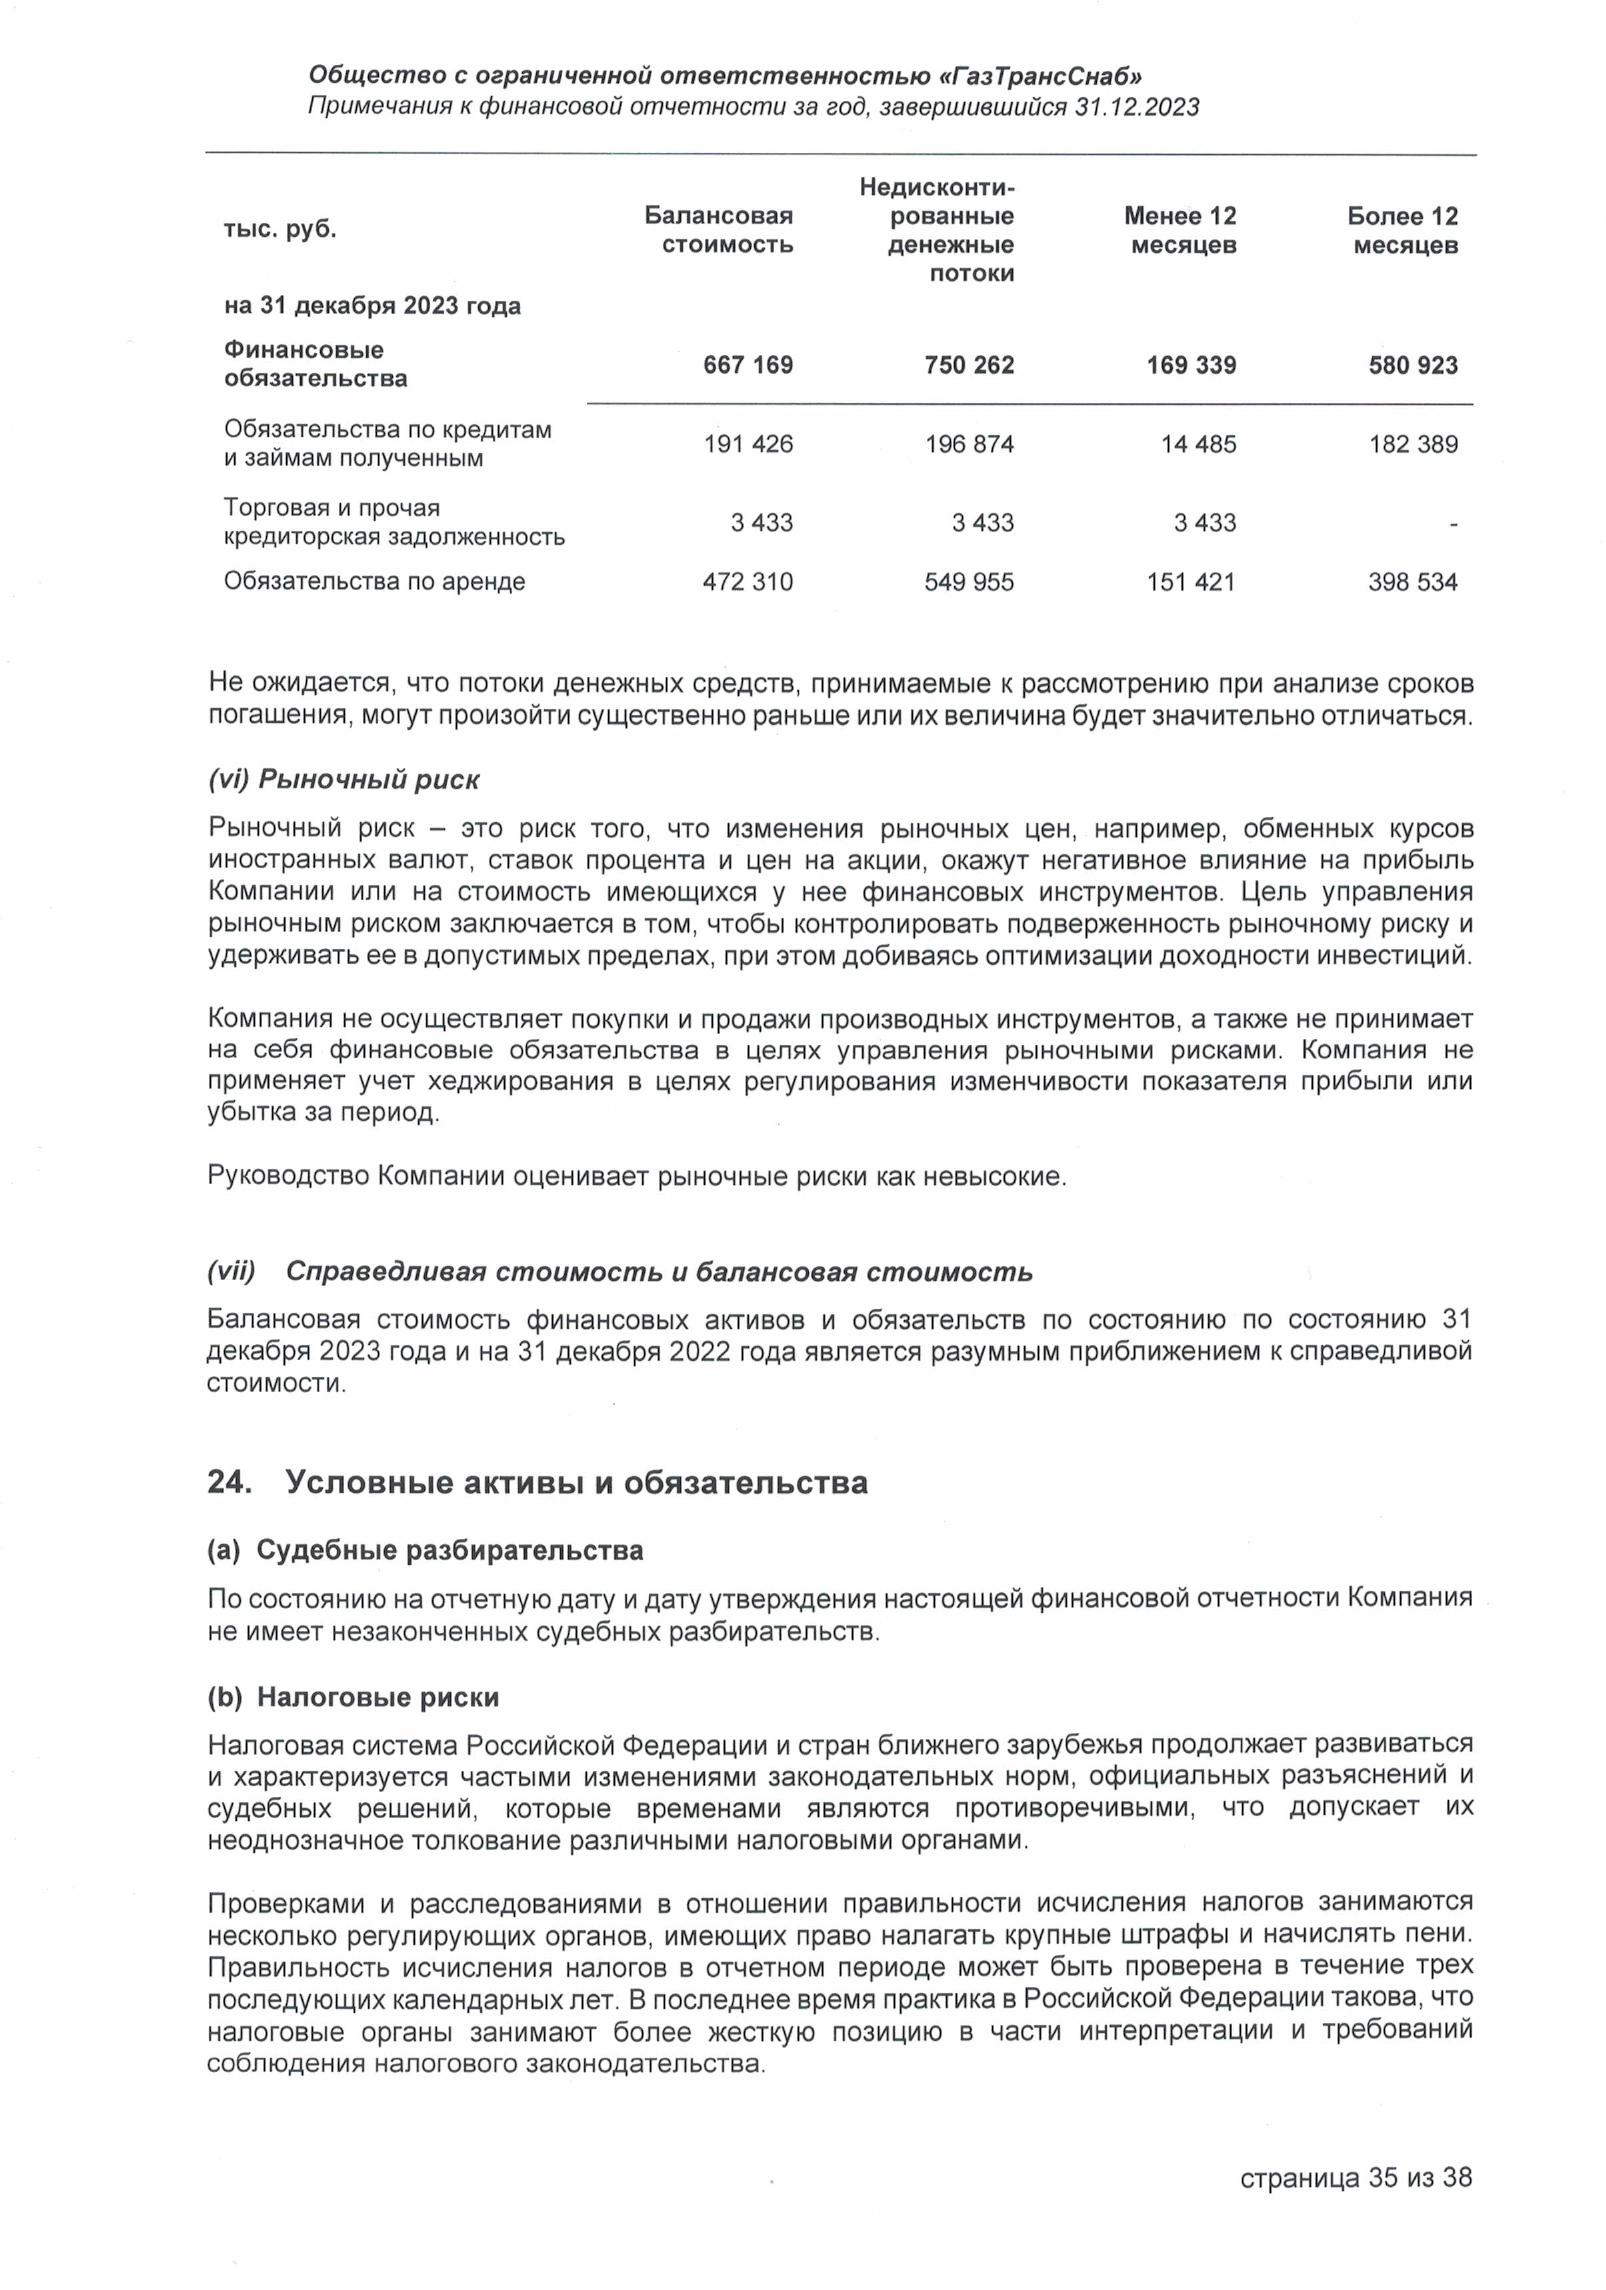 Общество с ограниченной ответственностью «ГазТрансСнаб»
Примечания к финансовой отчетности за год, завершившийся 31.12.2023
тыс. руб. Балансовая стоимость Недисконти-рованные денежные потоки Менее 12 месяцев Более 12 месяцев
на 31 декабря 2023 года
Финансовые обязательства 667 169 750 262 169 339 580 923
Обязательства по кредитам и займам полученным 191 426 196 874 14 485 182 389
Торговая и прочая кредиторская задолженность 3 433 3 433 3 433 -
Обязательства по аренде 472 310 549 955 151 421 398 534
Не ожидается, что потоки денежных средств, принимаемые к рассмотрению при анализе сроков
погашения, могут произойти существенно раньше или их величина будет значительно отличаться.
(vi) Рыночный риск
Рыночный риск – это риск того, что изменения рыночных цен, например, обменных курсов
иностранных валют, ставок процента и цен на акции, окажут негативное влияние на прибыль
Компании или на стоимость имеющихся у нее финансовых инструментов. Цель управления
рыночным риском заключается в том, чтобы контролировать подверженность рыночному риску и
удерживать ее в допустимых пределах, при этом добиваясь оптимизации доходности инвестиций.
Компания не осуществляет покупки и продажи производных инструментов, а также не принимает
на себя финансовые обязательства в целях управления рыночными рисками. Компания не
применяет учет хеджирования в целях регулирования изменчивости показателя прибыли или
убытка за период.
Руководство Компании оценивает рыночные риски как невысокие.
(vii) Справедливая стоимость и балансовая стоимость
Балансовая стоимость финансовых активов и обязательств по состоянию по состоянию 31
декабря 2023 года и на 31 декабря 2022 года является разумным приближением к справедливой
стоимости.
24. Условные активы и обязательства
(a) Судебные разбирательства
По состоянию на отчетную дату и дату утверждения настоящей финансовой отчетности Компания
не имеет незаконченных судебных разбирательств.
(b) Налоговые риски
Налоговая система Российской Федерации и стран ближнего зарубежья продолжает развиваться
и характеризуется частыми изменениями законодательных норм, официальных разъяснений и
судебных решений, которые временами являются противоречивыми, что допускает их
неоднозначное толкование различными налоговыми органами.
Проверками и расследованиями в отношении правильности исчисления налогов занимаются
несколько регулирующих органов, имеющих право налагать крупные штрафы и начислять пени.
Правильность исчисления налогов в отчетном периоде может быть проверена в течение трех
последующих календарных лет. В последнее время практика в Российской Федерации такова, что
налоговые органы занимают более жесткую позицию в части интерпретации и требований
соблюдения налогового законодательства.
страница 35 из 38